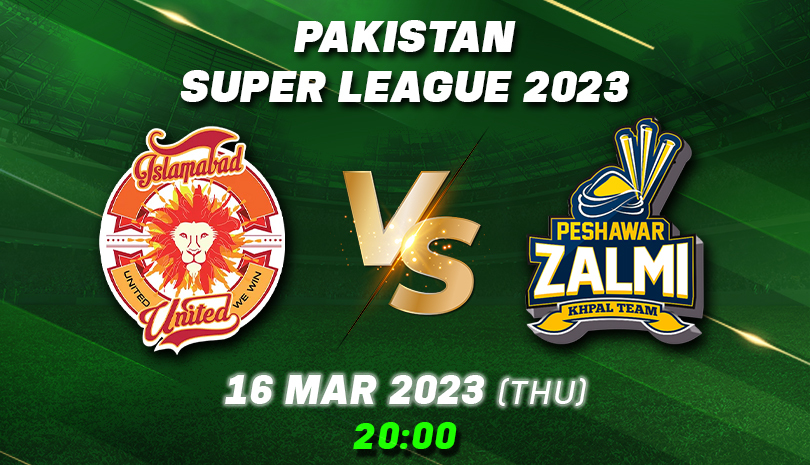 PAKISTAN
SUPER LEAGUE 2023
Islamabad
UNITED WE WIN
United
VS
PESHAWAR
ZALMI
KHPAL TEAM
16 MAR 2023 (THU)
20:00